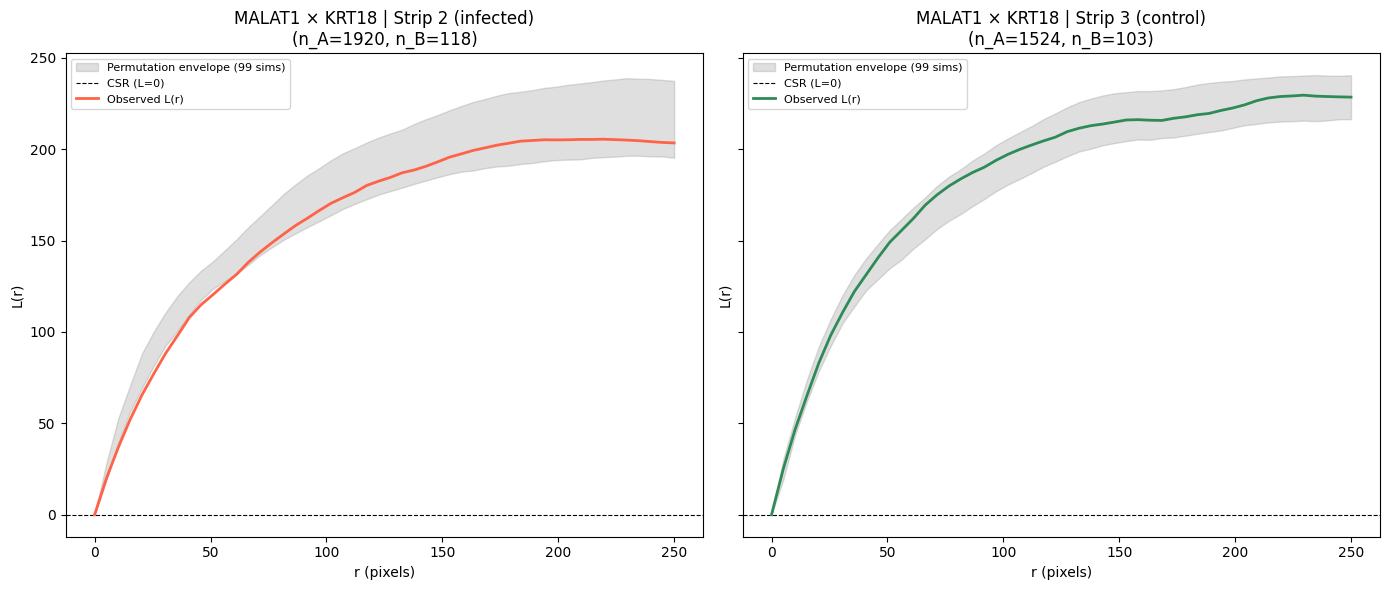 MALAT1 × KRT18 | Strip 2 (infected)
(n_A=1920, n_B=118)
Permutation envelope (99 sims)
CSR (L=0)
Observed L(r)
L(r)
250
200
150
100
50
0
0 50 100 150 200 250
r (pixels)
MALAT1 × KRT18 | Strip 3 (control)
(n_A=1524, n_B=103)
Permutation envelope (99 sims)
CSR (L=0)
Observed L(r)
L(r)
0 50 100 150 200 250
r (pixels)